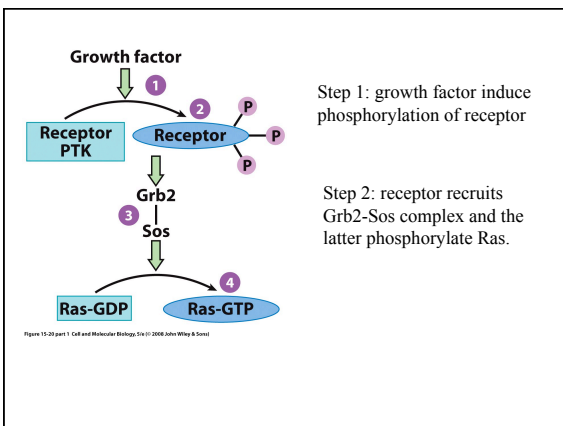 Growth factor
1
2
P
Receptor
PTK
Receptor
P
P
Grb2
3
Sos
4
Ras-GDP
Ras-GTP
Figure 15-20 part 1 Cell and Molecular Biology, 5/e (© 2008 John Wiley & Sons)
Step 1: growth factor induce
phosphorylation of receptor
Step 2: receptor recruits
Grb2-Sos complex and the
latter phosphorylate Ras.